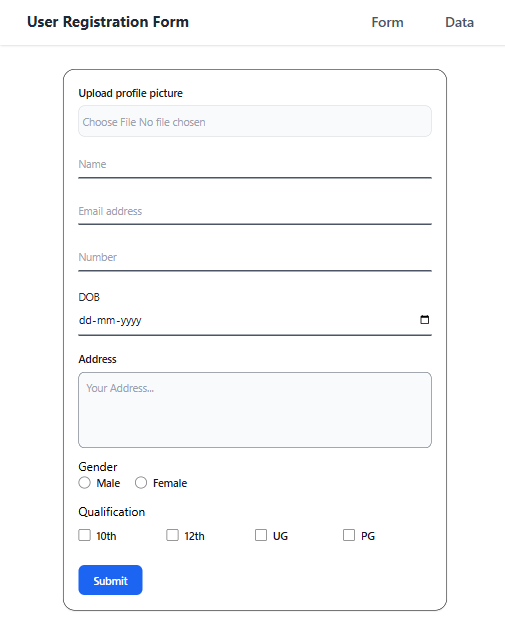 User Registration Form Form Data
Upload profile picture
Choose File No file chosen
Name
Email address
Number
DOB
dd-mm-yyyy
Address
Your Address...
Gender
Male Female
Qualification
10th 12th UG PG
Submit